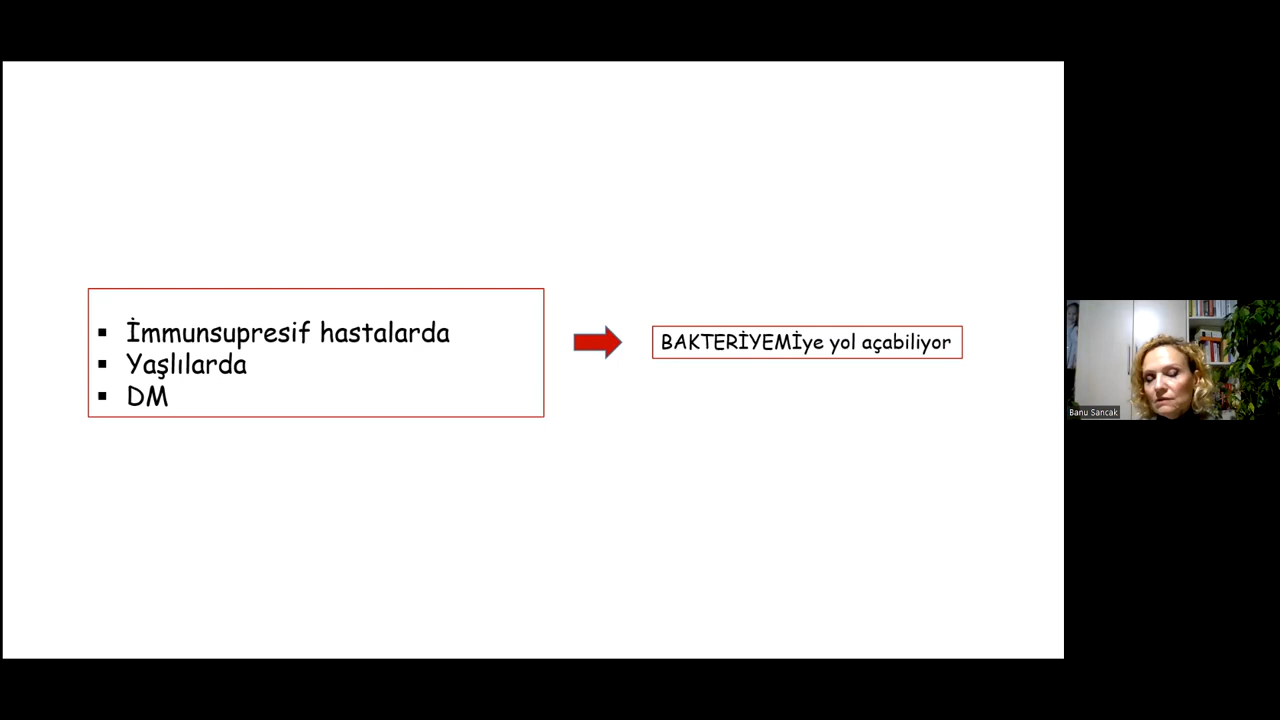 İmmunsupresif hastalarda
Yaşlılarda
DM
BAKTERİYEMİye yol açabiliyor
Banu Sancak